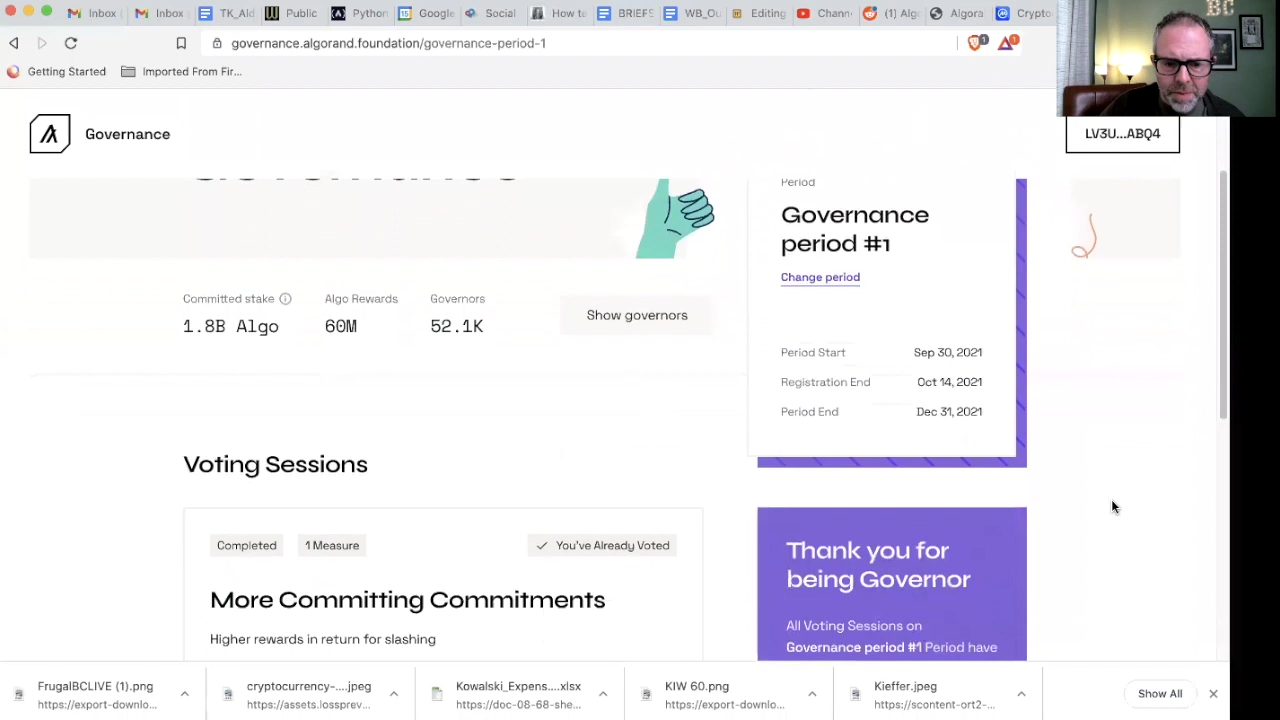 Inbox
Inbox
TK_Ald
Public
Python
Google
Social
How te
BRIEFS
WB_Ou
Editing
Chann
(1) Alg
Algora
Crypto
BC
governance.algorand.foundation/governance-period-1
1
1
Getting Started
Imported From Fir...
Governance
LV3U...ABQ4
Period
Governance
period #1
Change period
Committed stake
Algo Rewards
Governors
1.8B Algo
60M
52.1K
Show governors
Period Start
Sep 30, 2021
Registration End
Oct 14, 2021
Period End
Dec 31, 2021
Voting Sessions
Completed
1 Measure
You've Already Voted
More Committing Commitments
Higher rewards in return for slashing
Thank you for
being Governor
All Voting Sessions on
Governance period #1 Period have
FrugalBCLIVE (1).png
https://export-downlo...
cryptocurrency-....jpeg
https://assets.lossprev...
Kowalski_Expens....xlsx
https://doc-08-68-she...
KIW 60.png
https://export-downlo...
Kieffer.jpeg
https://scontent-ort2-...
Show All